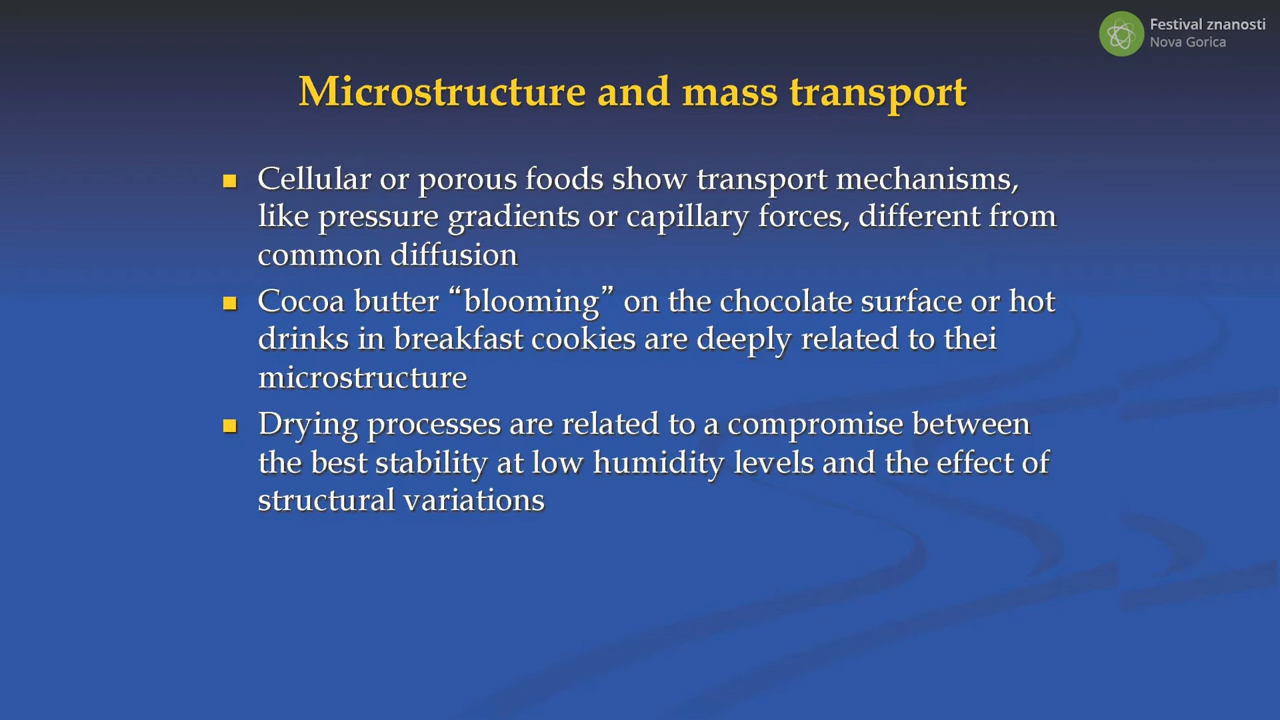 Festival znanosti
Nova Gorica
Microstructure and mass transport
Cellular or porous foods show transport mechanisms,
like pressure gradients or capillary forces, different from
common diffusion
Cocoa butter “blooming” on the chocolate surface or hot
drinks in breakfast cookies are deeply related to thei
microstructure
Drying processes are related to a compromise between
the best stability at low humidity levels and the effect of
structural variations